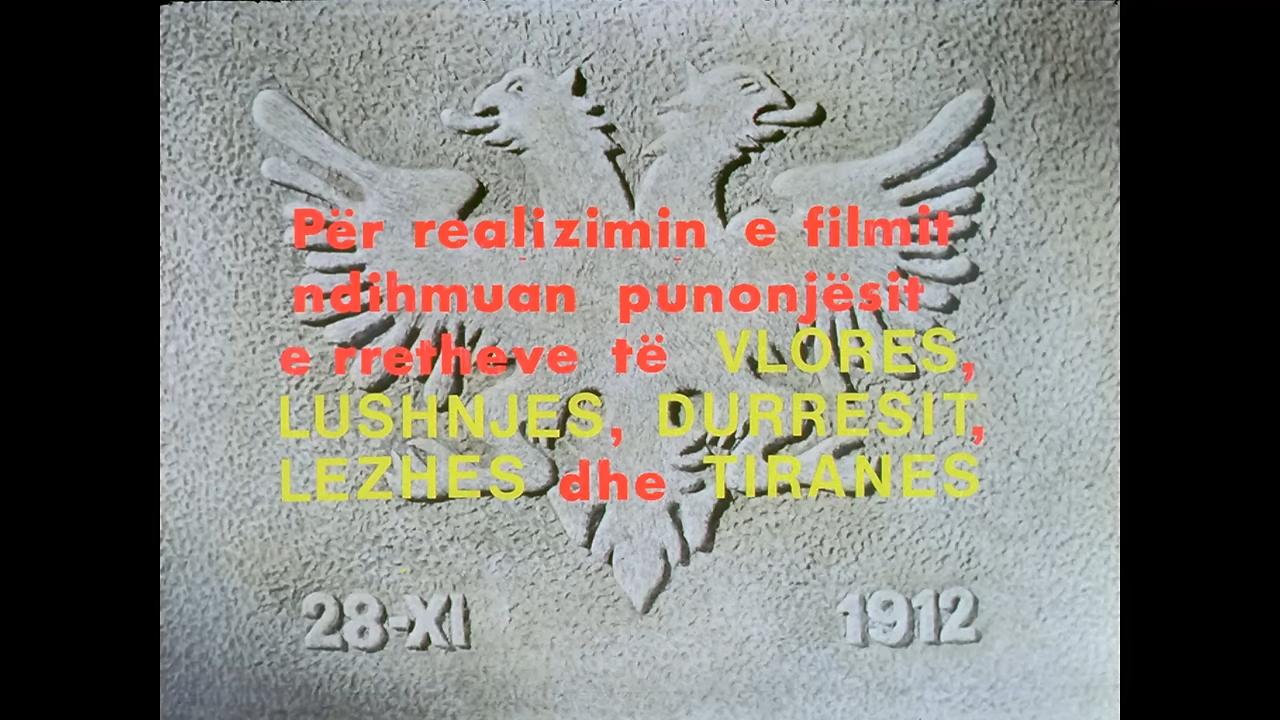 Për realizimin e filmit
ndihmuan punonjësit
e rretheve të VLORES,
LUSHNJES, DURRESIT,
LEZHES dhe TIRANES
28-XI 1912